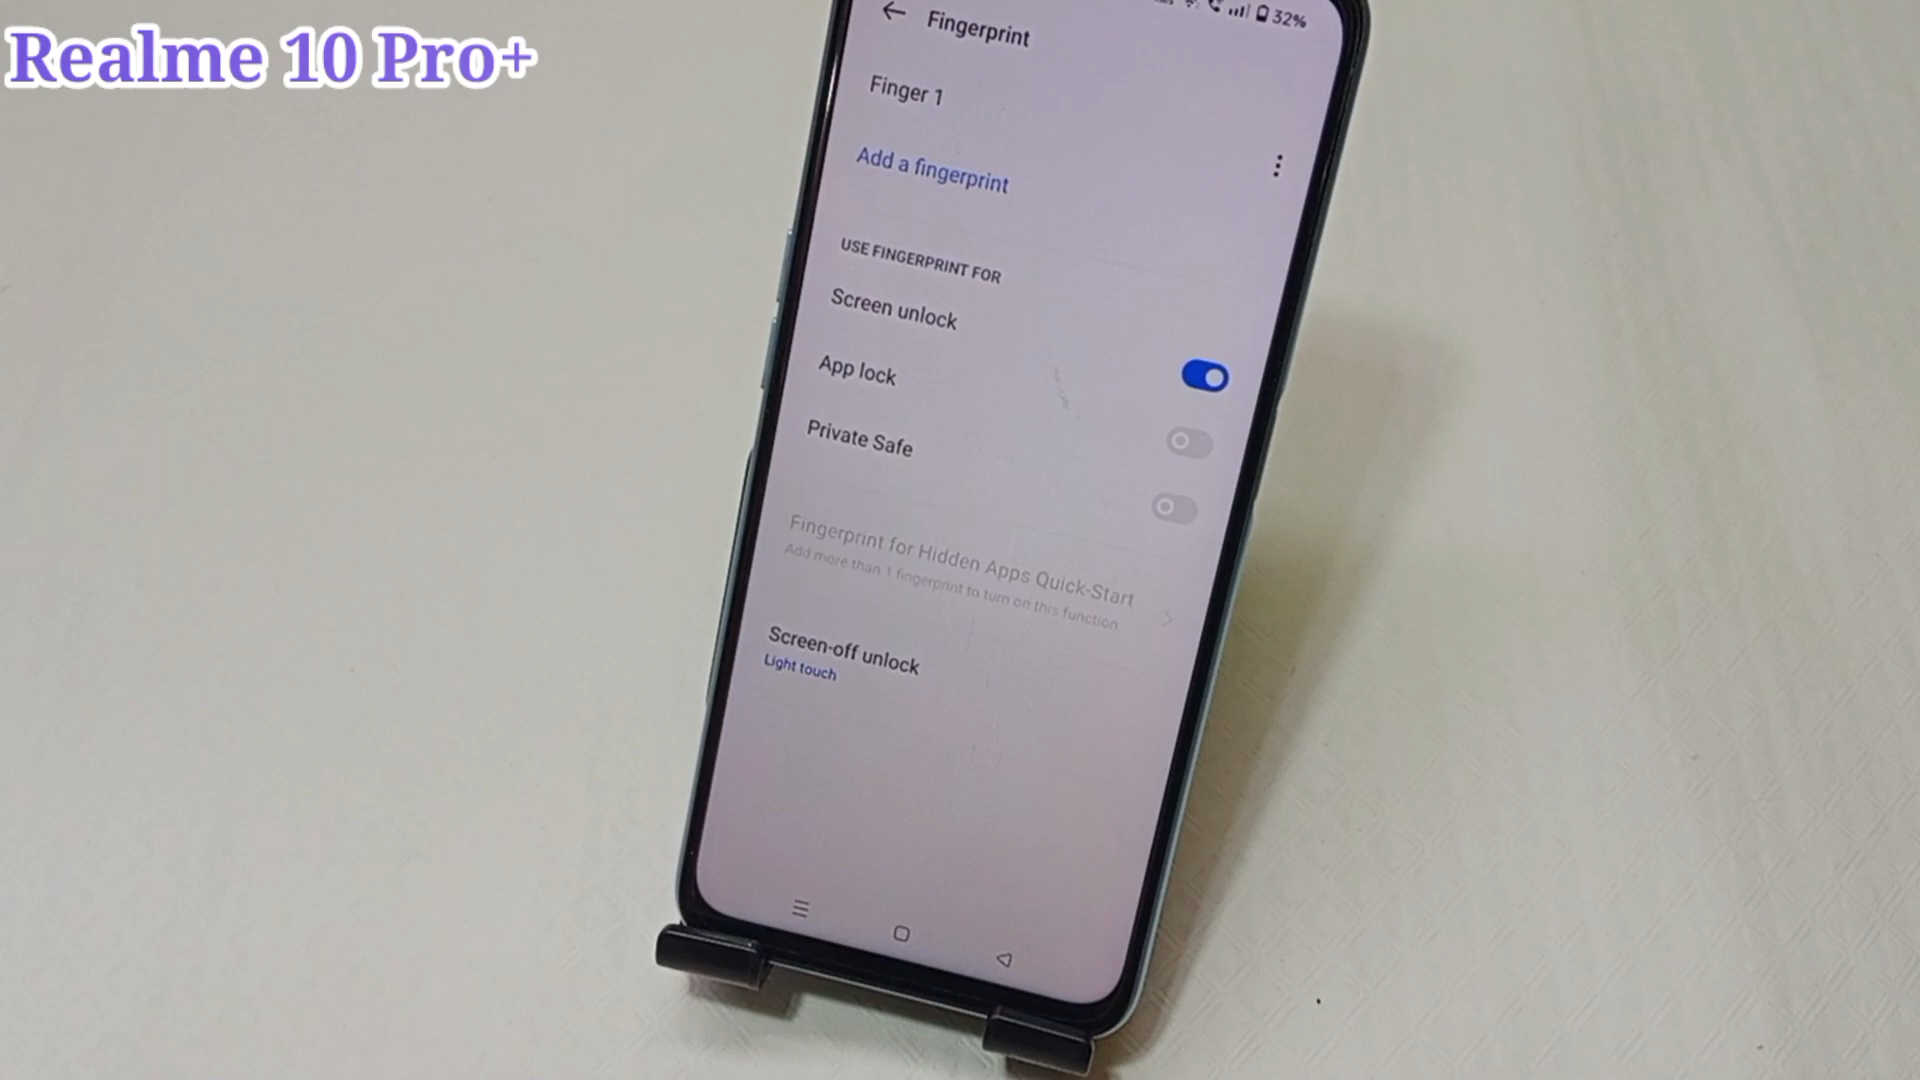 Realme 10 Pro+
32%
Fingerprint
Finger 1
Add a fingerprint
USE FINGERPRINT FOR
Screen unlock
App lock
Private Safe
Fingerprint for Hidden Apps Quick-Start
Add more than 1 fingerprint to turn on this function
Screen-off unlock
Light touch